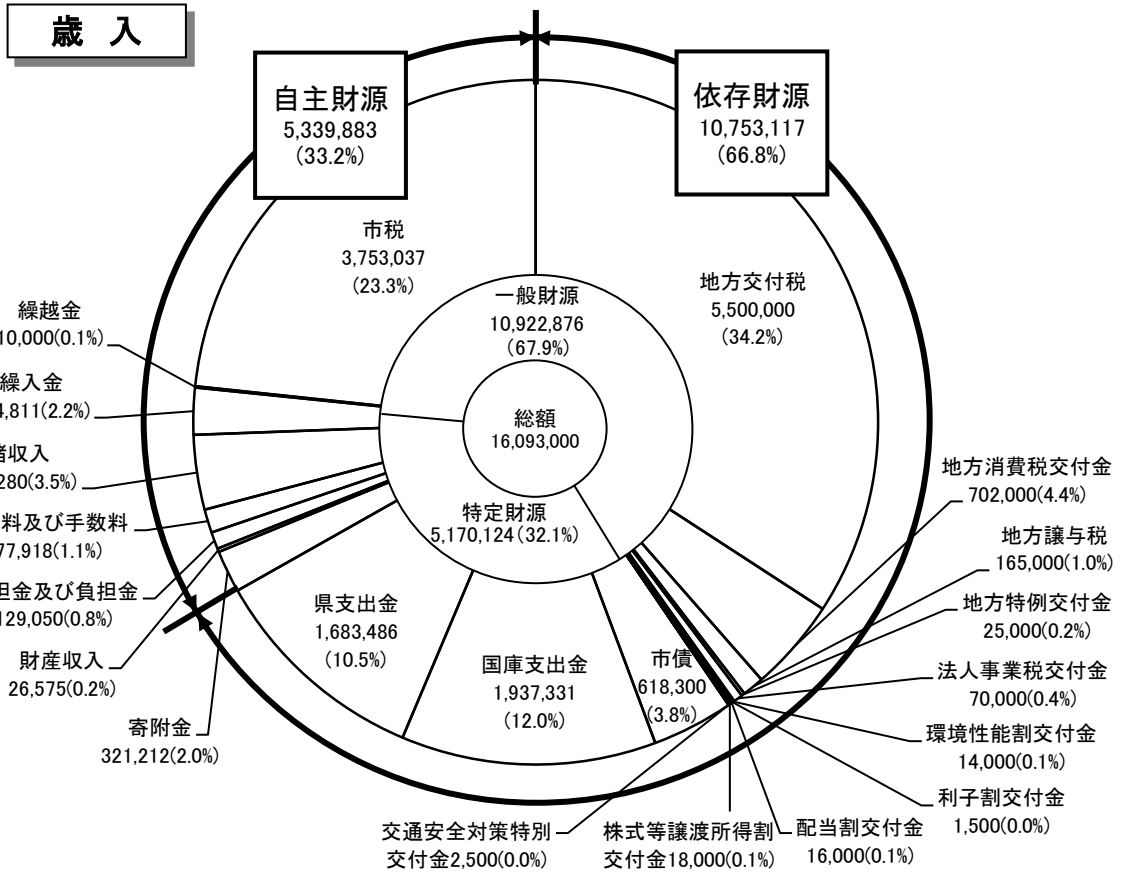 歳 入
自主財源
5,339,883
(33.2%)
依存財源
10,753,117
(66.8%)
市税
3,753,037
(23.3%)
地方交付税
5,500,000
(34.2%)
一般財源
10,922,876
(67.9%)
総額
16,093,000
特定財源
5,170,124(32.1%)
繰越金
10,000(0.1%)
繰入金
4,811(2.2%)
諸収入
280(3.5%)
料及び手数料
77,918(1.1%)
担金及び負担金
129,050(0.8%)
財産収入
26,575(0.2%)
寄附金
321,212(2.0%)
県支出金
1,683,486
(10.5%)
国庫支出金
1,937,331
(12.0%)
市債
618,300
(3.8%)
地方消費税交付金
702,000(4.4%)
地方譲与税
165,000(1.0%)
地方特例交付金
25,000(0.2%)
法人事業税交付金
70,000(0.4%)
環境性能割交付金
14,000(0.1%)
利子割交付金
1,500(0.0%)
配当割交付金
16,000(0.1%)
株式等譲渡所得割
交付金18,000(0.1%)
交通安全対策特別
交付金2,500(0.0%)